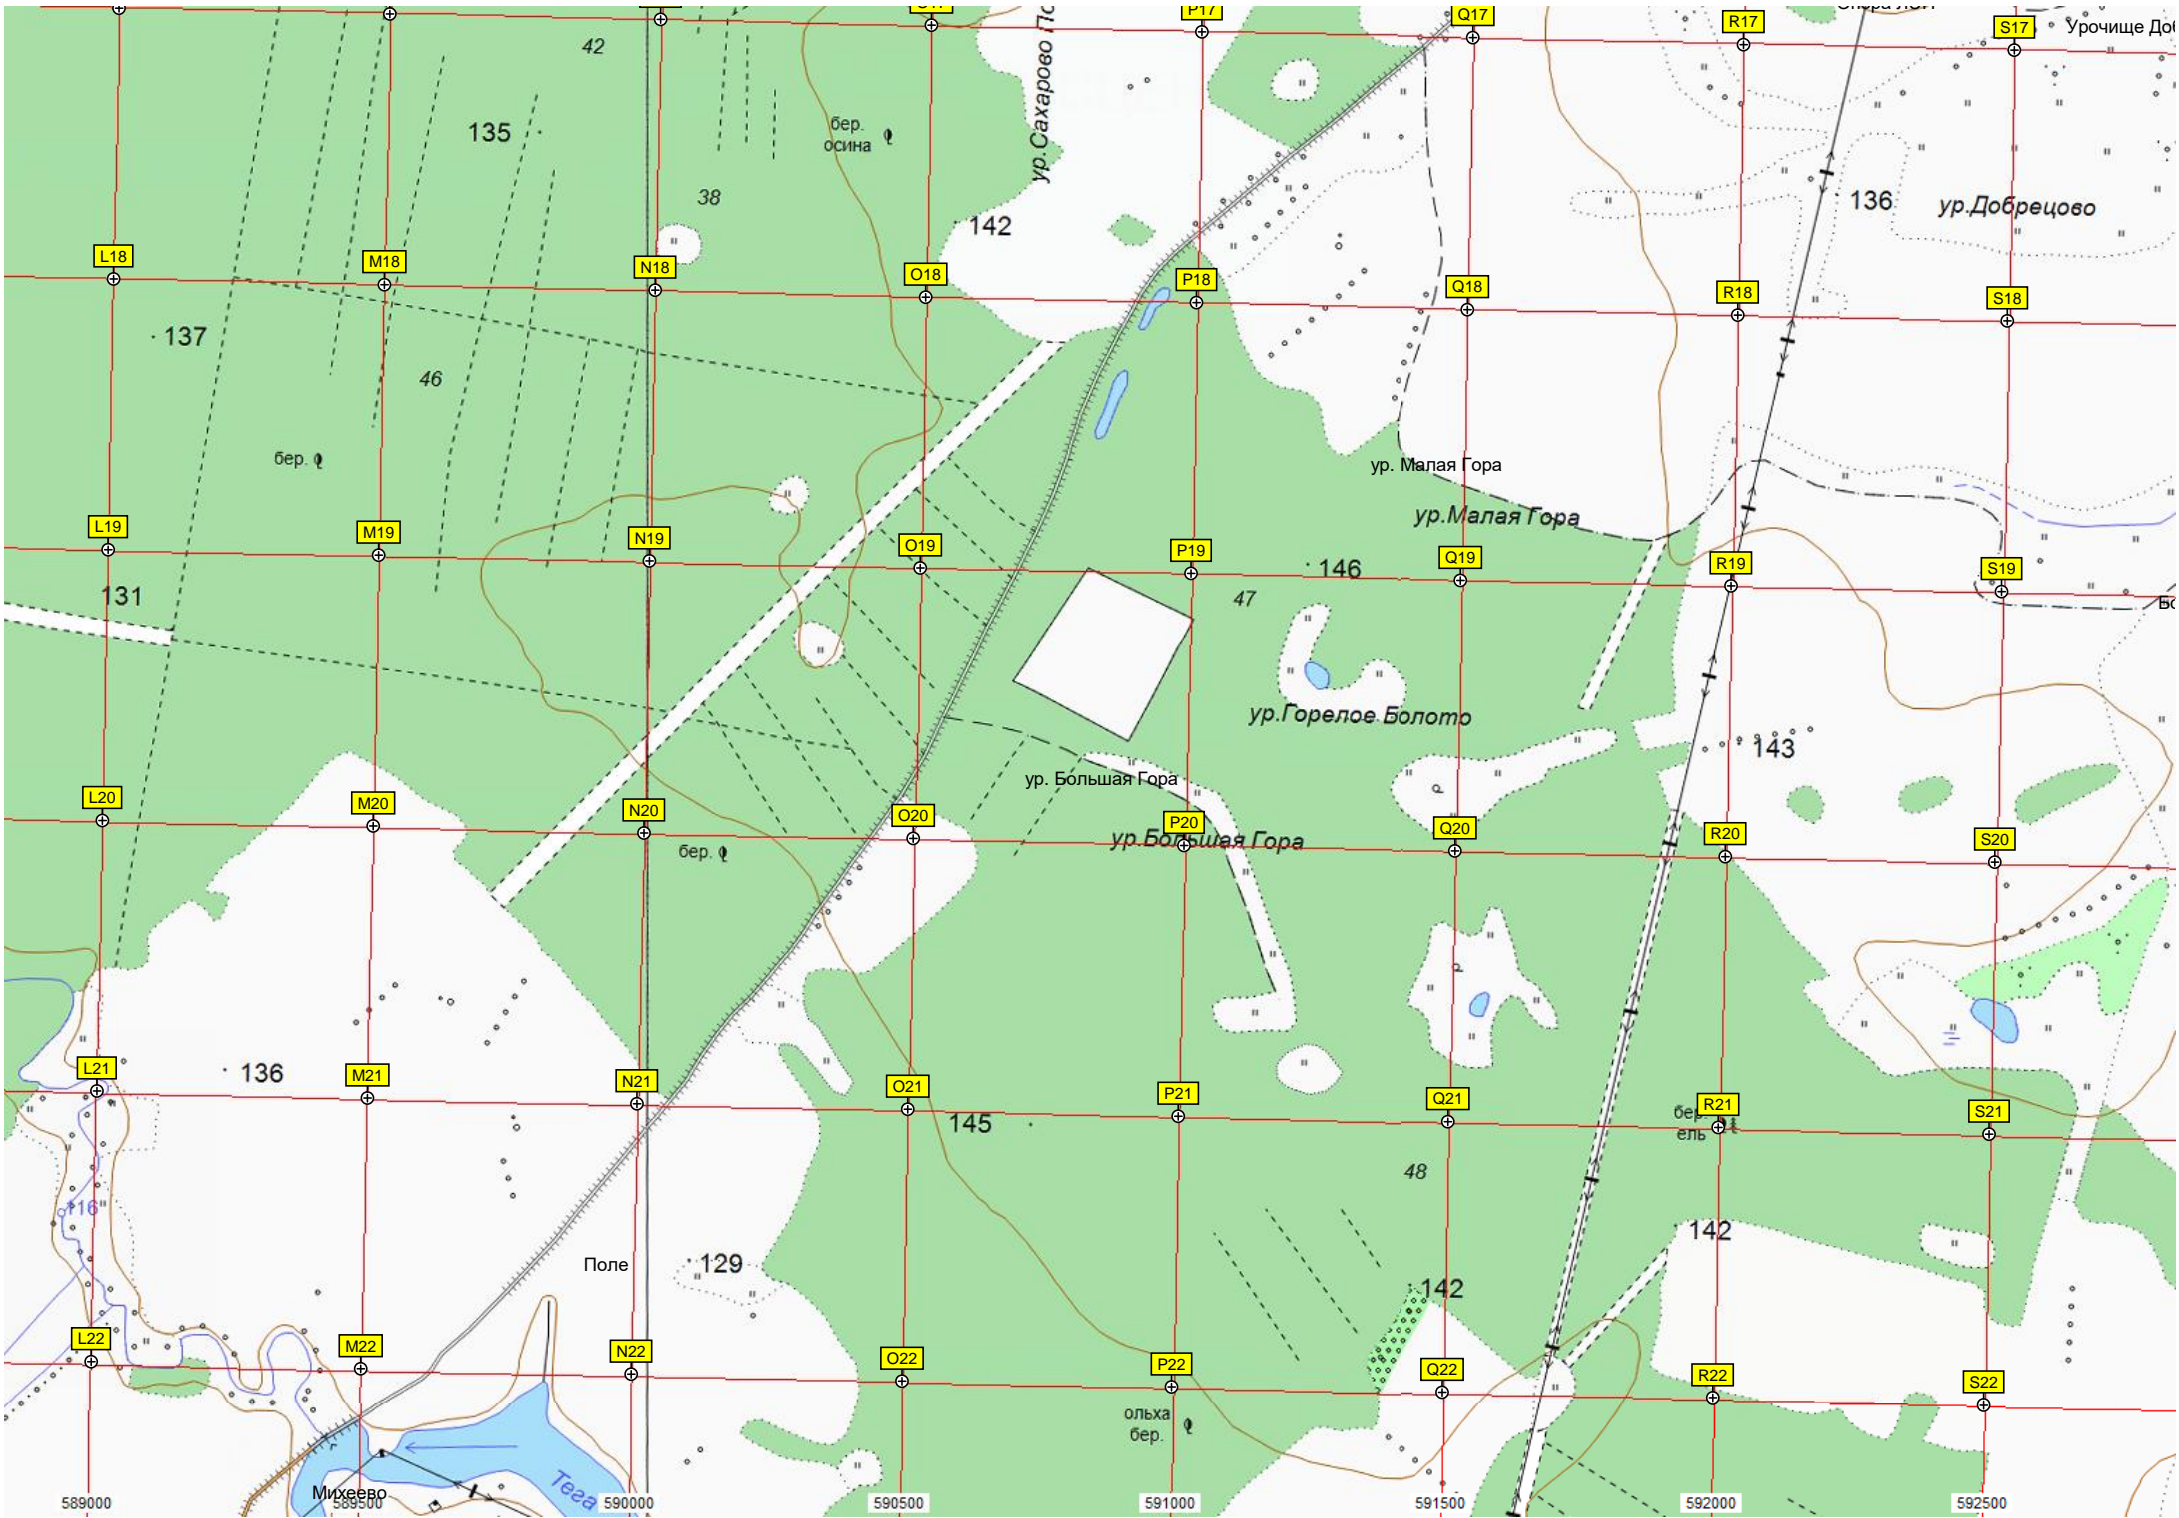 P17
Q17
R17
S17
42
38
бер.
осина
135
142
136
ур.Добрецово
L18
M18
N18
O18
P18
Q18
R18
S18
137
46
бер.
ур. Малая Гора
ур.Малая Гора
L19
M19
N19
O19
P19
Q19
R19
S19
131
146
47
ур.Горелое Болото
143
ур. Большая Гора
L20
M20
N20
O20
P20
Q20
R20
S20
ур.Большая Гора
бер.
р
р
136
L21
M21
N21
O21
P21
Q21
R21
S21
145
бер.
ель
48
116
142
Поле
129
142
L22
M22
N22
O22
P22
Q22
R22
S22
ольха
бер.
Тега
Михеево
589000
589500
590000
590500
591000
591500
592000
592500